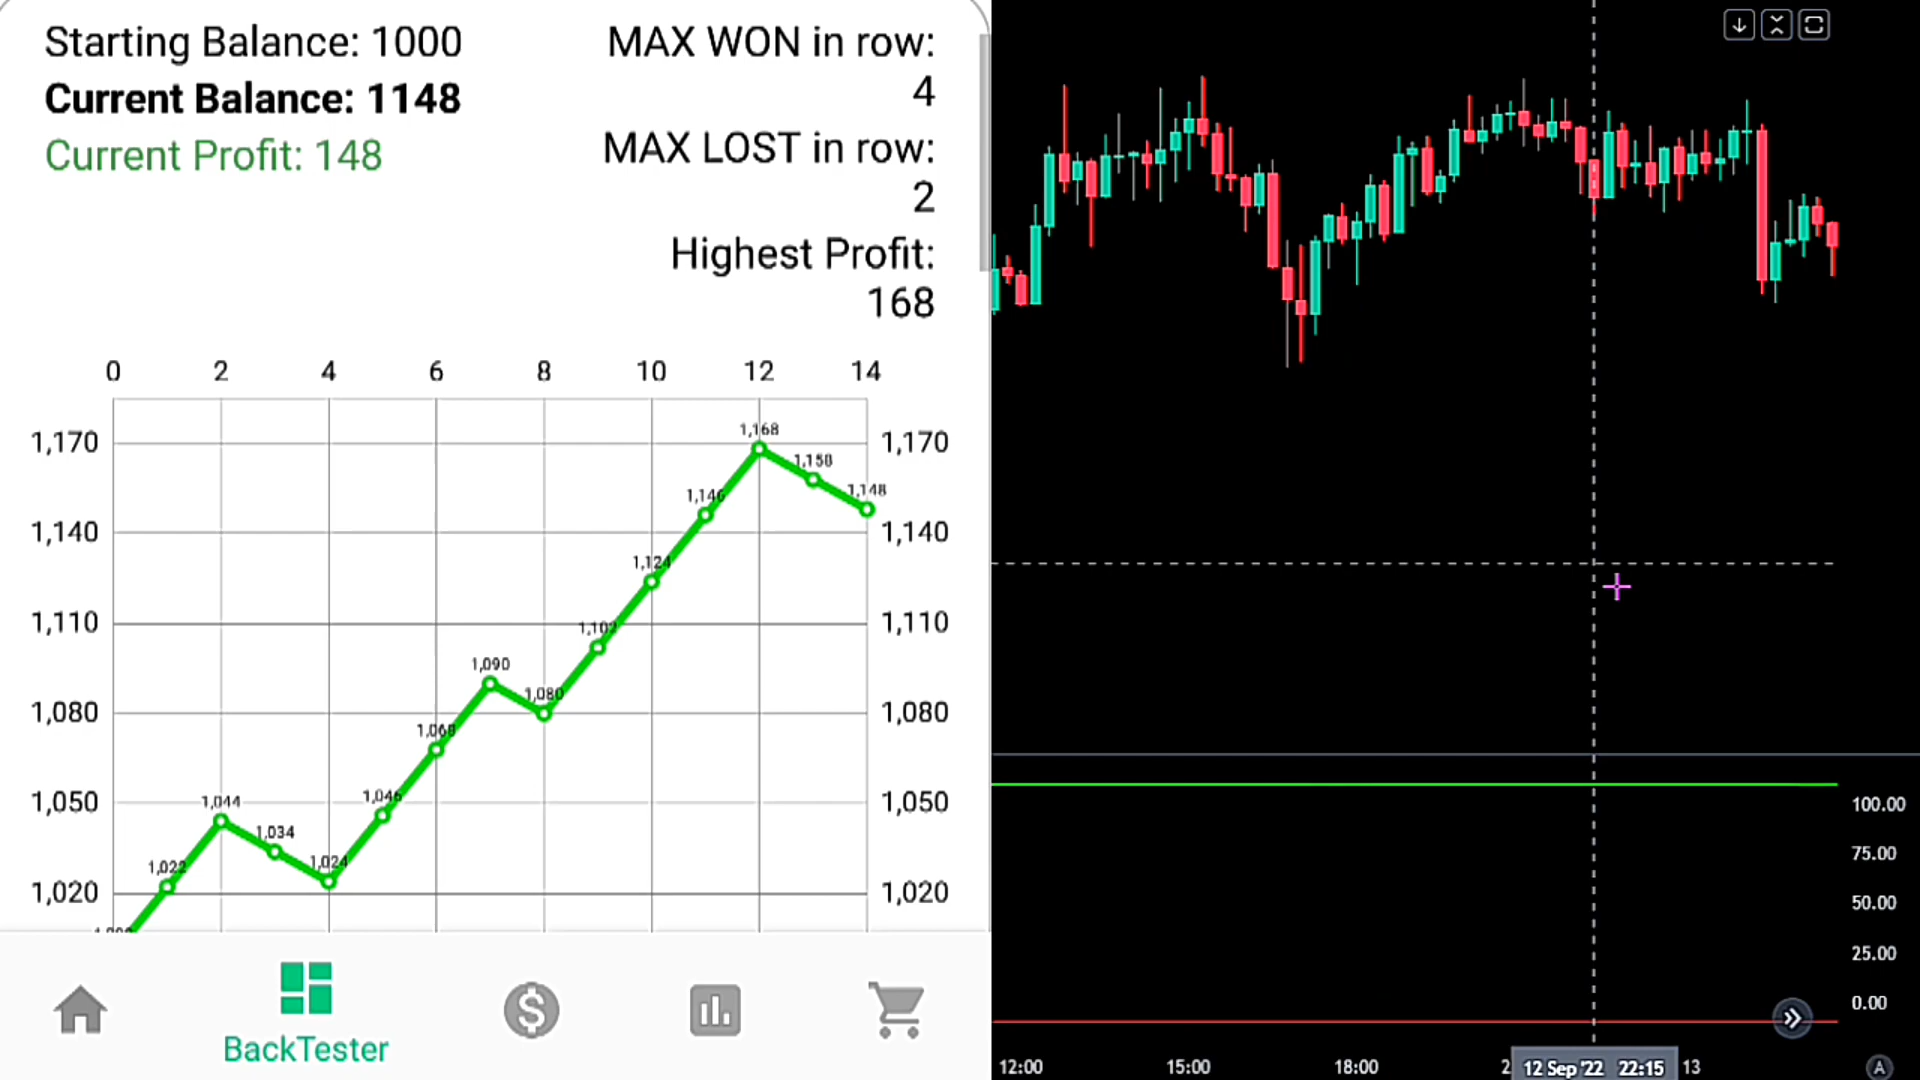 Starting Balance: 1000
Current Balance: 1148
Current Profit: 148
MAX WON in row:
4
MAX LOST in row:
2
Highest Profit:
168
0 2 4 6 8 10 12 14
1,170 1,170
1,140 1,140
1,110 1,110
1,080 1,080
1,050 1,050
1,020 1,020
1,022
1,044
1,034
1,024
1,046
1,068
1,090
1,080
1,102
1,124
1,146
1,168
1,158
1,148
BackTester
100.00
75.00
50.00
25.00
0.00
12:00 15:00 18:00 2 12 Sep '22 22:15 13
A